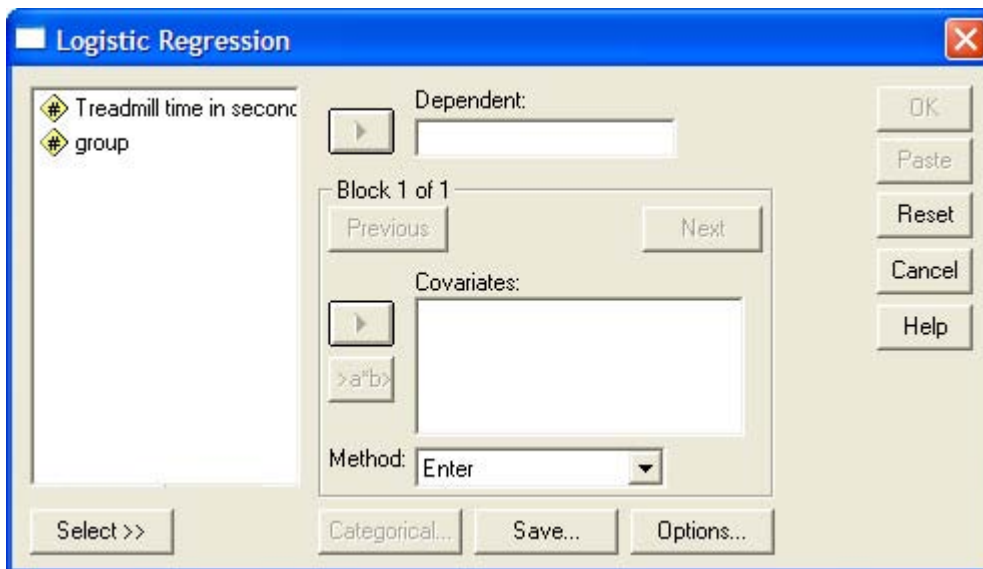 Logistic Regression
Treadmill time in secon
group
Dependent:
Block 1 of 1
Previous
Next
Covariates:
>a*b>
Method:
Enter
OK
Paste
Reset
Cancel
Help
Select >>
Categorical...
Save...
Options...